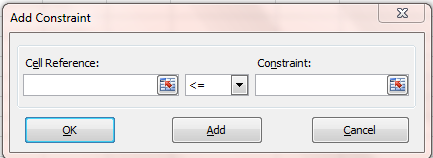 Add Constraint
Cell Reference: Constraint:
<=
OK Add Cancel